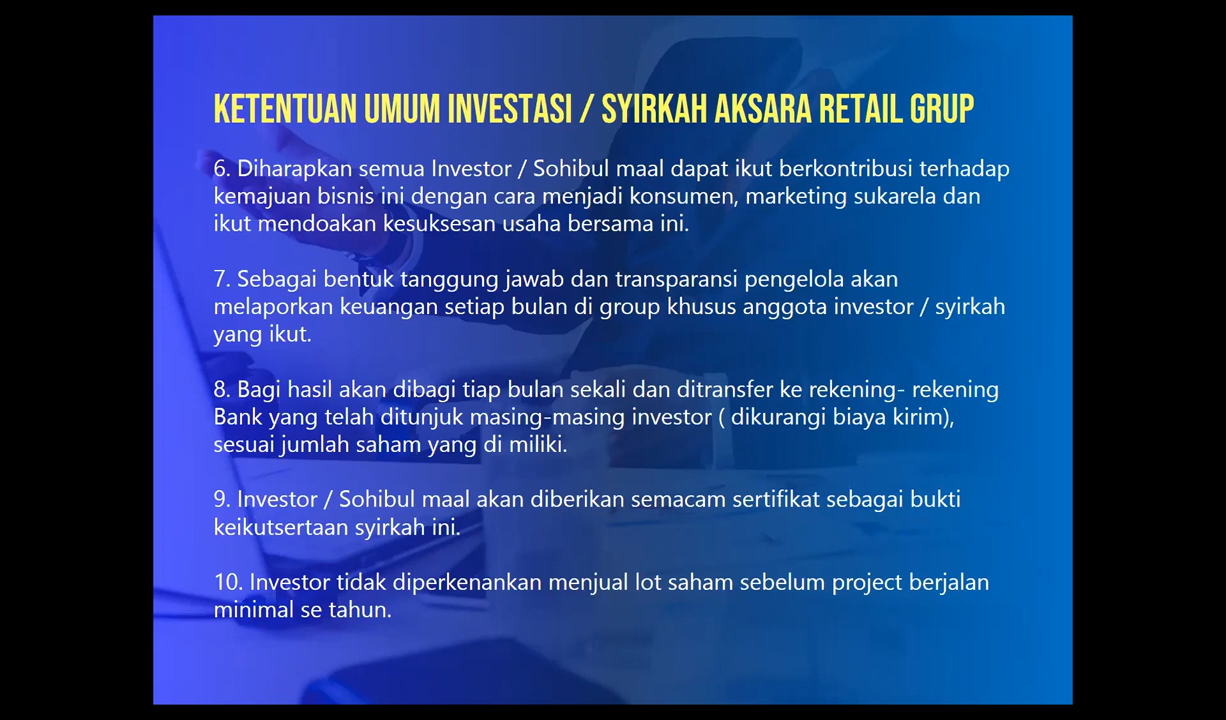 KETENTUAN UMUM INVESTASI / SYIRKAH AKSARA RETAIL GRUP
6. Diharapkan semua Investor / Sohibul maal dapat ikut berkontribusi terhadap
kemajuan bisnis ini dengan cara menjadi konsumen, marketing sukarela dan
ikut mendoakan kesuksesan usaha bersama ini.
7. Sebagai bentuk tanggung jawab dan transparansi pengelola akan
melaporkan keuangan setiap bulan di group khusus anggota investor / syirkah
yang ikut.
8. Bagi hasil akan dibagi tiap bulan sekali dan ditransfer ke rekening- rekening
Bank yang telah ditunjuk masing-masing investor ( dikurangi biaya kirim),
sesuai jumlah saham yang di miliki.
9. Investor / Sohibul maal akan diberikan semacam sertifikat sebagai bukti
keikutsertaan syirkah ini.
10. Investor tidak diperkenankan menjual lot saham sebelum project berjalan
minimal se tahun.